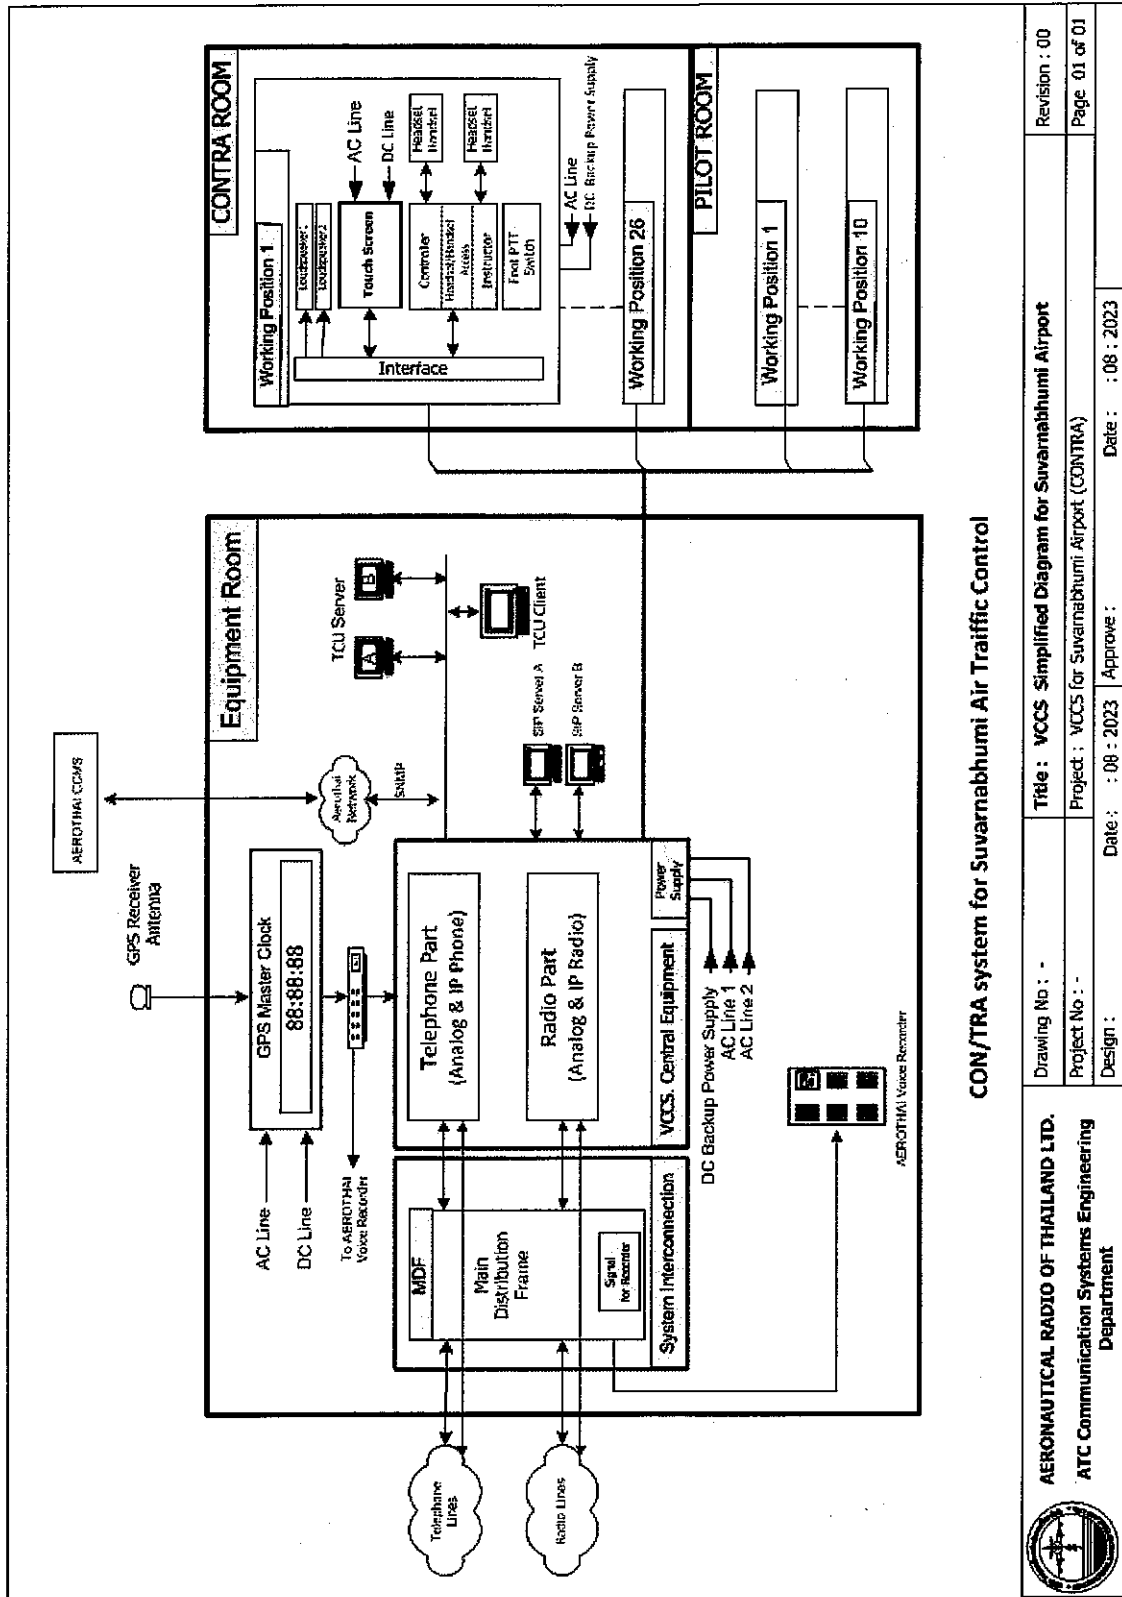 AEROTHAI CCMS
GPS Receiver
Antenna
Equipment Room
AC Line
DC Line
GPS Master Clock
88:88:88
To AEROTHAI
Voice Recorder
Aerothai
Network
SNMP
TCU Server
A
B
TCU Client
SIP Server A
SIP Server B
Telephone
Lines
Radio Lines
MDF
Main
Distribution
Frame
Signal
for Recorder
System Interconnection
Telephone Part
(Analog & IP Phone)
Radio Part
(Analog & IP Radio)
VCCS. Central Equipment
Power
Supply
DC Backup Power Supply
AC Line 1
AC Line 2
AEROTHAI Voice Recorder
CONTRA ROOM
Working Position 1
Loudspeaker 1
Loudspeaker 2
Touch Screen
AC Line
DC Line
Interface
Controller
Headset/Handset
Access
Instructor
Headset
Handset
Headset
Handset
Foot PTT
Switch
AC Line
DC Backup Power Supply
Working Position 26
PILOT ROOM
Working Position 1
Working Position 10
CON/TRA system for Suvarnabhumi Air Traiffic Control
AERONAUTICAL RADIO OF THAILAND LTD.
ATC Communication Systems Engineering
Department
Drawing No : -
Title : VCCS Simplified Diagram for Suvarnabhumi Airport
Revision : 00
Project No : -
Project : VCCS for Suvarnabhumi Airport (CONTRA)
Page 01 of 01
Design :
Date : : 08 : 2023
Approve :
Date : : 08 : 2023